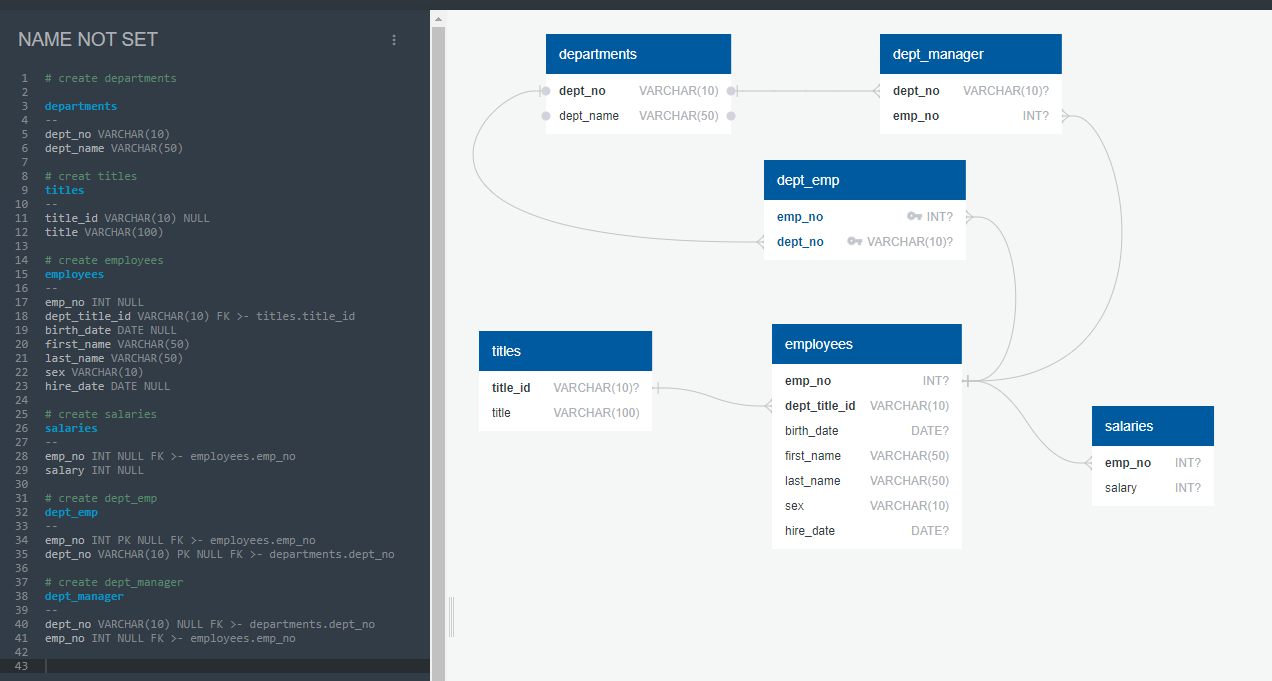 NAME NOT SET
1 # create departments
2
3 departments
4 --
5 dept_no VARCHAR(10)
6 dept_name VARCHAR(50)
7
8 # creat titles
9 titles
10 --
11 title_id VARCHAR(10) NULL
12 title VARCHAR(100)
13
14 # create employees
15 employees
16 --
17 emp_no INT NULL
18 dept_title_id VARCHAR(10) FK >- titles.title_id
19 birth_date DATE NULL
20 first_name VARCHAR(50)
21 last_name VARCHAR(50)
22 sex VARCHAR(10)
23 hire_date DATE NULL
24
25 # create salaries
26 salaries
27 --
28 emp_no INT NULL FK >- employees.emp_no
29 salary INT NULL
30
31 # create dept_emp
32 dept_emp
33 --
34 emp_no INT PK NULL FK >- employees.emp_no
35 dept_no VARCHAR(10) PK NULL FK >- departments.dept_no
36
37 # create dept_manager
38 dept_manager
39 --
40 dept_no VARCHAR(10) NULL FK >- departments.dept_no
41 emp_no INT NULL FK >- employees.emp_no
42
43
departments
dept_no VARCHAR(10)
dept_name VARCHAR(50)
dept_manager
dept_no VARCHAR(10)?
emp_no INT?
dept_emp
emp_no INT?
dept_no VARCHAR(10)?
titles
title_id VARCHAR(10)?
title VARCHAR(100)
employees
emp_no INT?
dept_title_id VARCHAR(10)
birth_date DATE?
first_name VARCHAR(50)
last_name VARCHAR(50)
sex VARCHAR(10)
hire_date DATE?
salaries
emp_no INT?
salary INT?